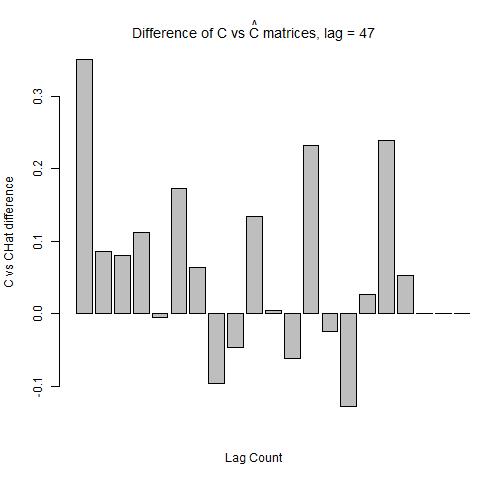 Difference of C vs Ĉ matrices, lag = 47
C vs CHat difference
0.3
0.2
0.1
0.0
-0.1
Lag Count